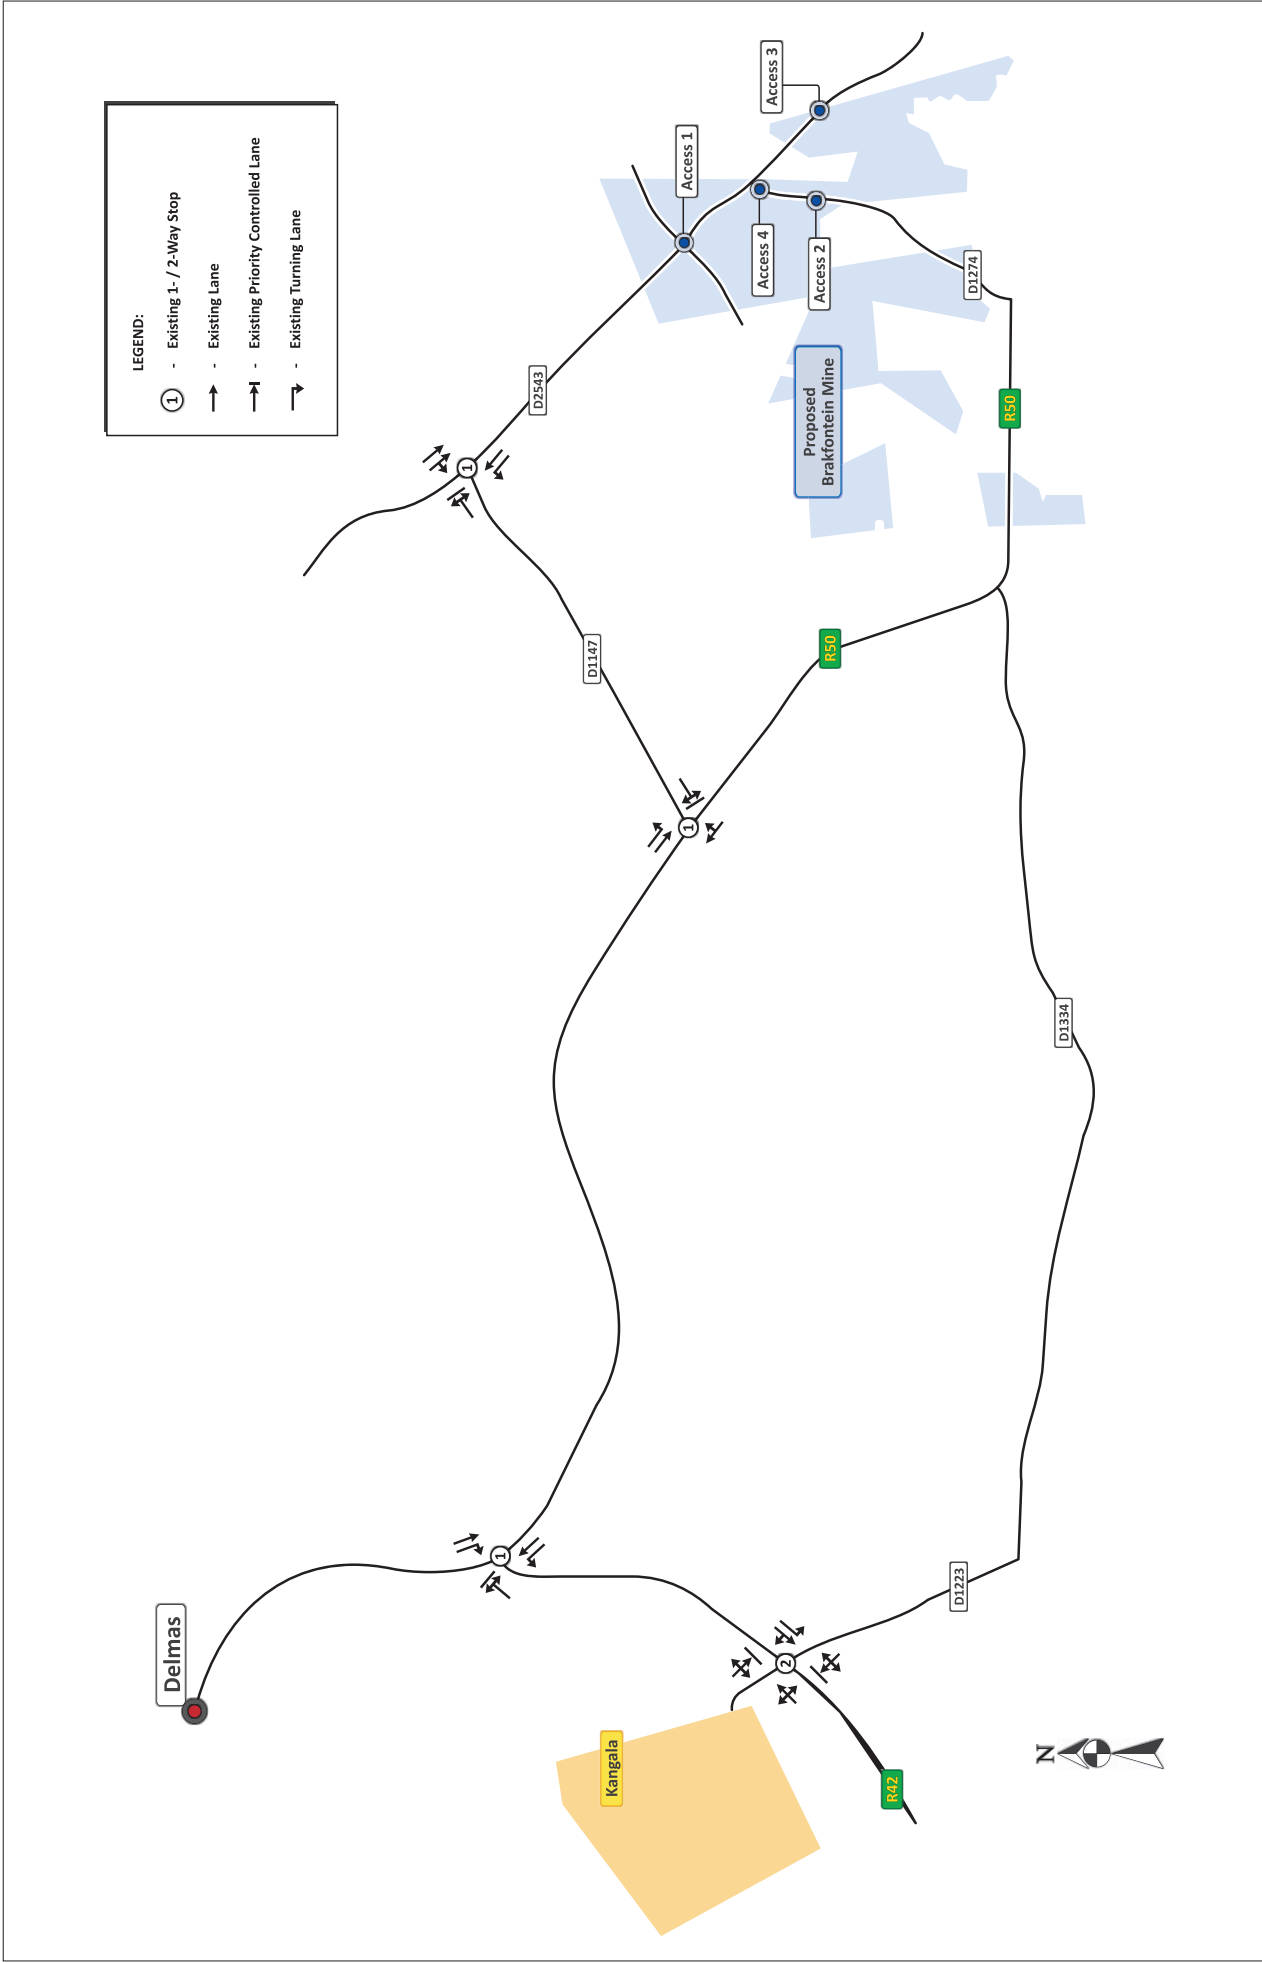 LEGEND:
1 - Existing 1- / 2-Way Stop
- Existing Lane
- Existing Priority Controlled Lane
- Existing Turning Lane
Delmas
1
Kangala
2
R42
D1223
N
1
D1147
R50
D1334
1
D2543
Proposed
Brakfontein Mine
R50
D1274
Access 1
Access 4
Access 2
Access 3